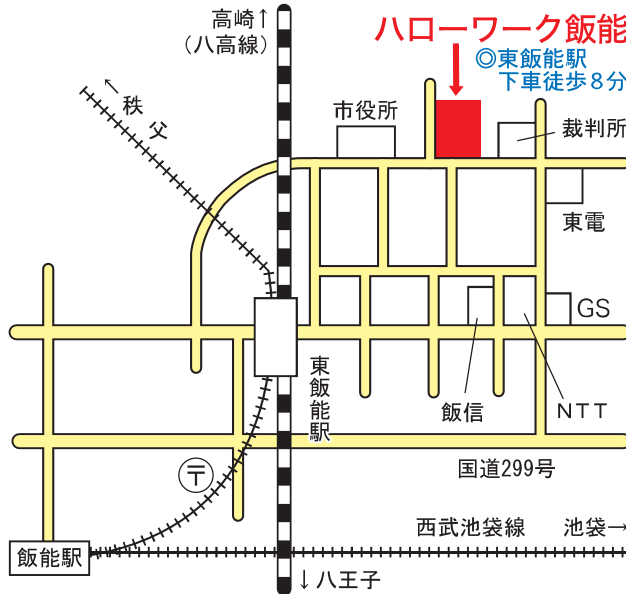 高崎↑
(八高線)
ハローワーク飯能
◎東飯能駅
下車徒歩8分
↑秩父
市役所
裁判所
東電
GS
東飯能駅
飯信
NTT
国道299号
〒
飯能駅
西武池袋線 池袋→
↓八王子